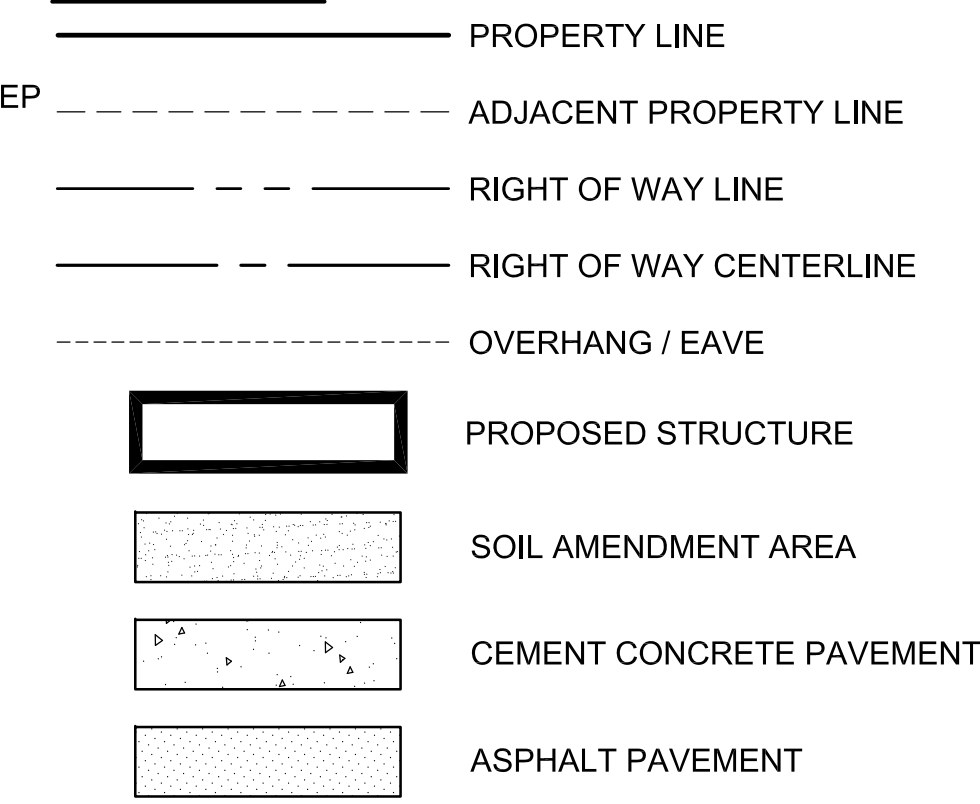 PROPERTY LINE
EP
ADJACENT PROPERTY LINE
RIGHT OF WAY LINE
RIGHT OF WAY CENTERLINE
OVERHANG / EAVE
PROPOSED STRUCTURE
SOIL AMENDMENT AREA
CEMENT CONCRETE PAVEMENT
ASPHALT PAVEMENT